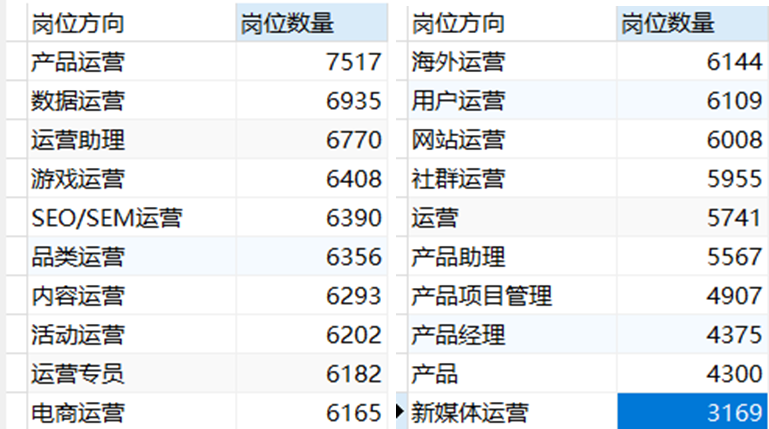 岗位方向 岗位数量
产品运营 7517
数据运营 6935
运营助理 6770
游戏运营 6408
SEO/SEM运营 6390
品类运营 6356
内容运营 6293
活动运营 6202
运营专员 6182
电商运营 6165
岗位方向 岗位数量
海外运营 6144
用户运营 6109
网站运营 6008
社群运营 5955
运营 5741
产品助理 5567
产品项目管理 4907
产品经理 4375
产品 4300
新媒体运营 3169